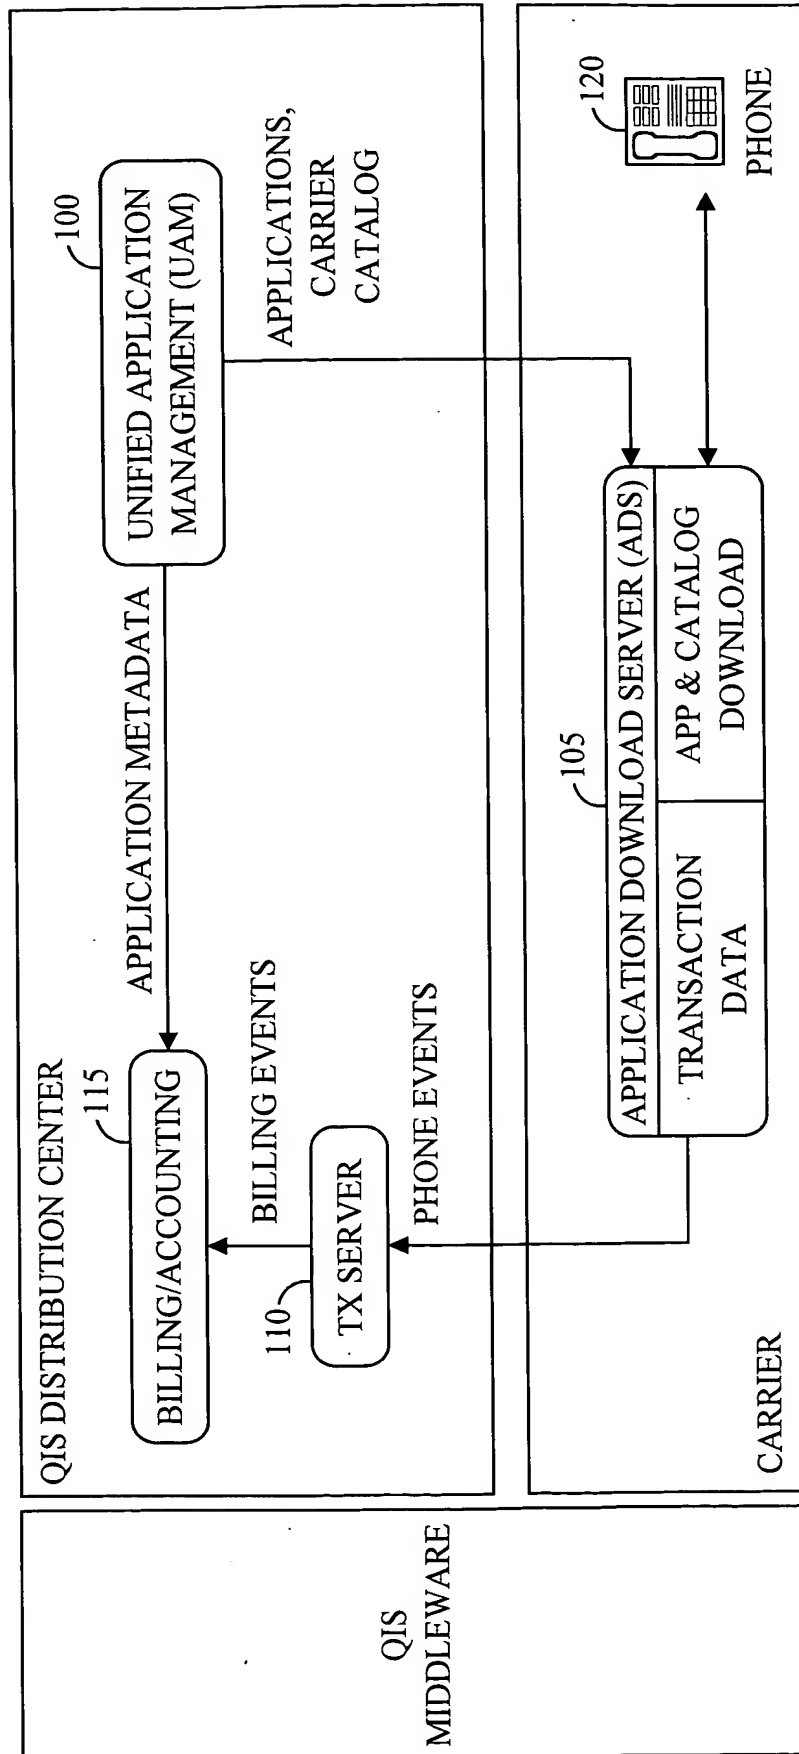 QIS
MIDDLEWARE
QIS DISTRIBUTION CENTER
115
BILLING/ACCOUNTING
APPLICATION METADATA
100
UNIFIED APPLICATION
MANAGEMENT (UAM)
BILLING EVENTS
110
TX SERVER
PHONE EVENTS
APPLICATIONS,
CARRIER
CATALOG
CARRIER
105
APPLICATION DOWNLOAD SERVER (ADS)
TRANSACTION
DATA
APP & CATALOG
DOWNLOAD
120
PHONE